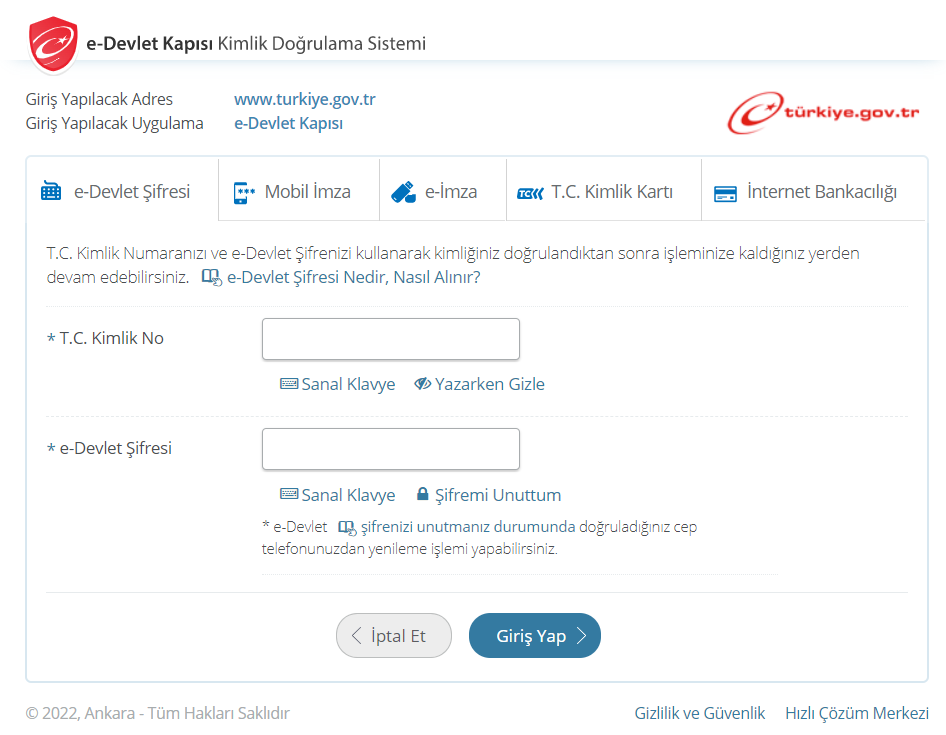 e-Devlet Kapısı Kimlik Doğrulama Sistemi
Giriş Yapılacak Adres www.turkiye.gov.tr
Giriş Yapılacak Uygulama e-Devlet Kapısı
türkiye.gov.tr
e-Devlet Şifresi Mobil İmza e-İmza T.C. Kimlik Kartı İnternet Bankacılığı
T.C. Kimlik Numaranızı ve e-Devlet Şifrenizi kullanarak kimliğiniz doğrulandıktan sonra işleminize kaldığınız yerden
devam edebilirsiniz. e-Devlet Şifresi Nedir, Nasıl Alınır?
* T.C. Kimlik No
Sanal Klavye Yazarken Gizle
* e-Devlet Şifresi
Sanal Klavye Şifremi Unuttum
* e-Devlet şifrenizi unutmanız durumunda doğruladığınız cep
telefonunuzdan yenileme işlemi yapabilirsiniz.
İptal Et Giriş Yap
© 2022, Ankara - Tüm Hakları Saklıdır Gizlilik ve Güvenlik Hızlı Çözüm Merkezi